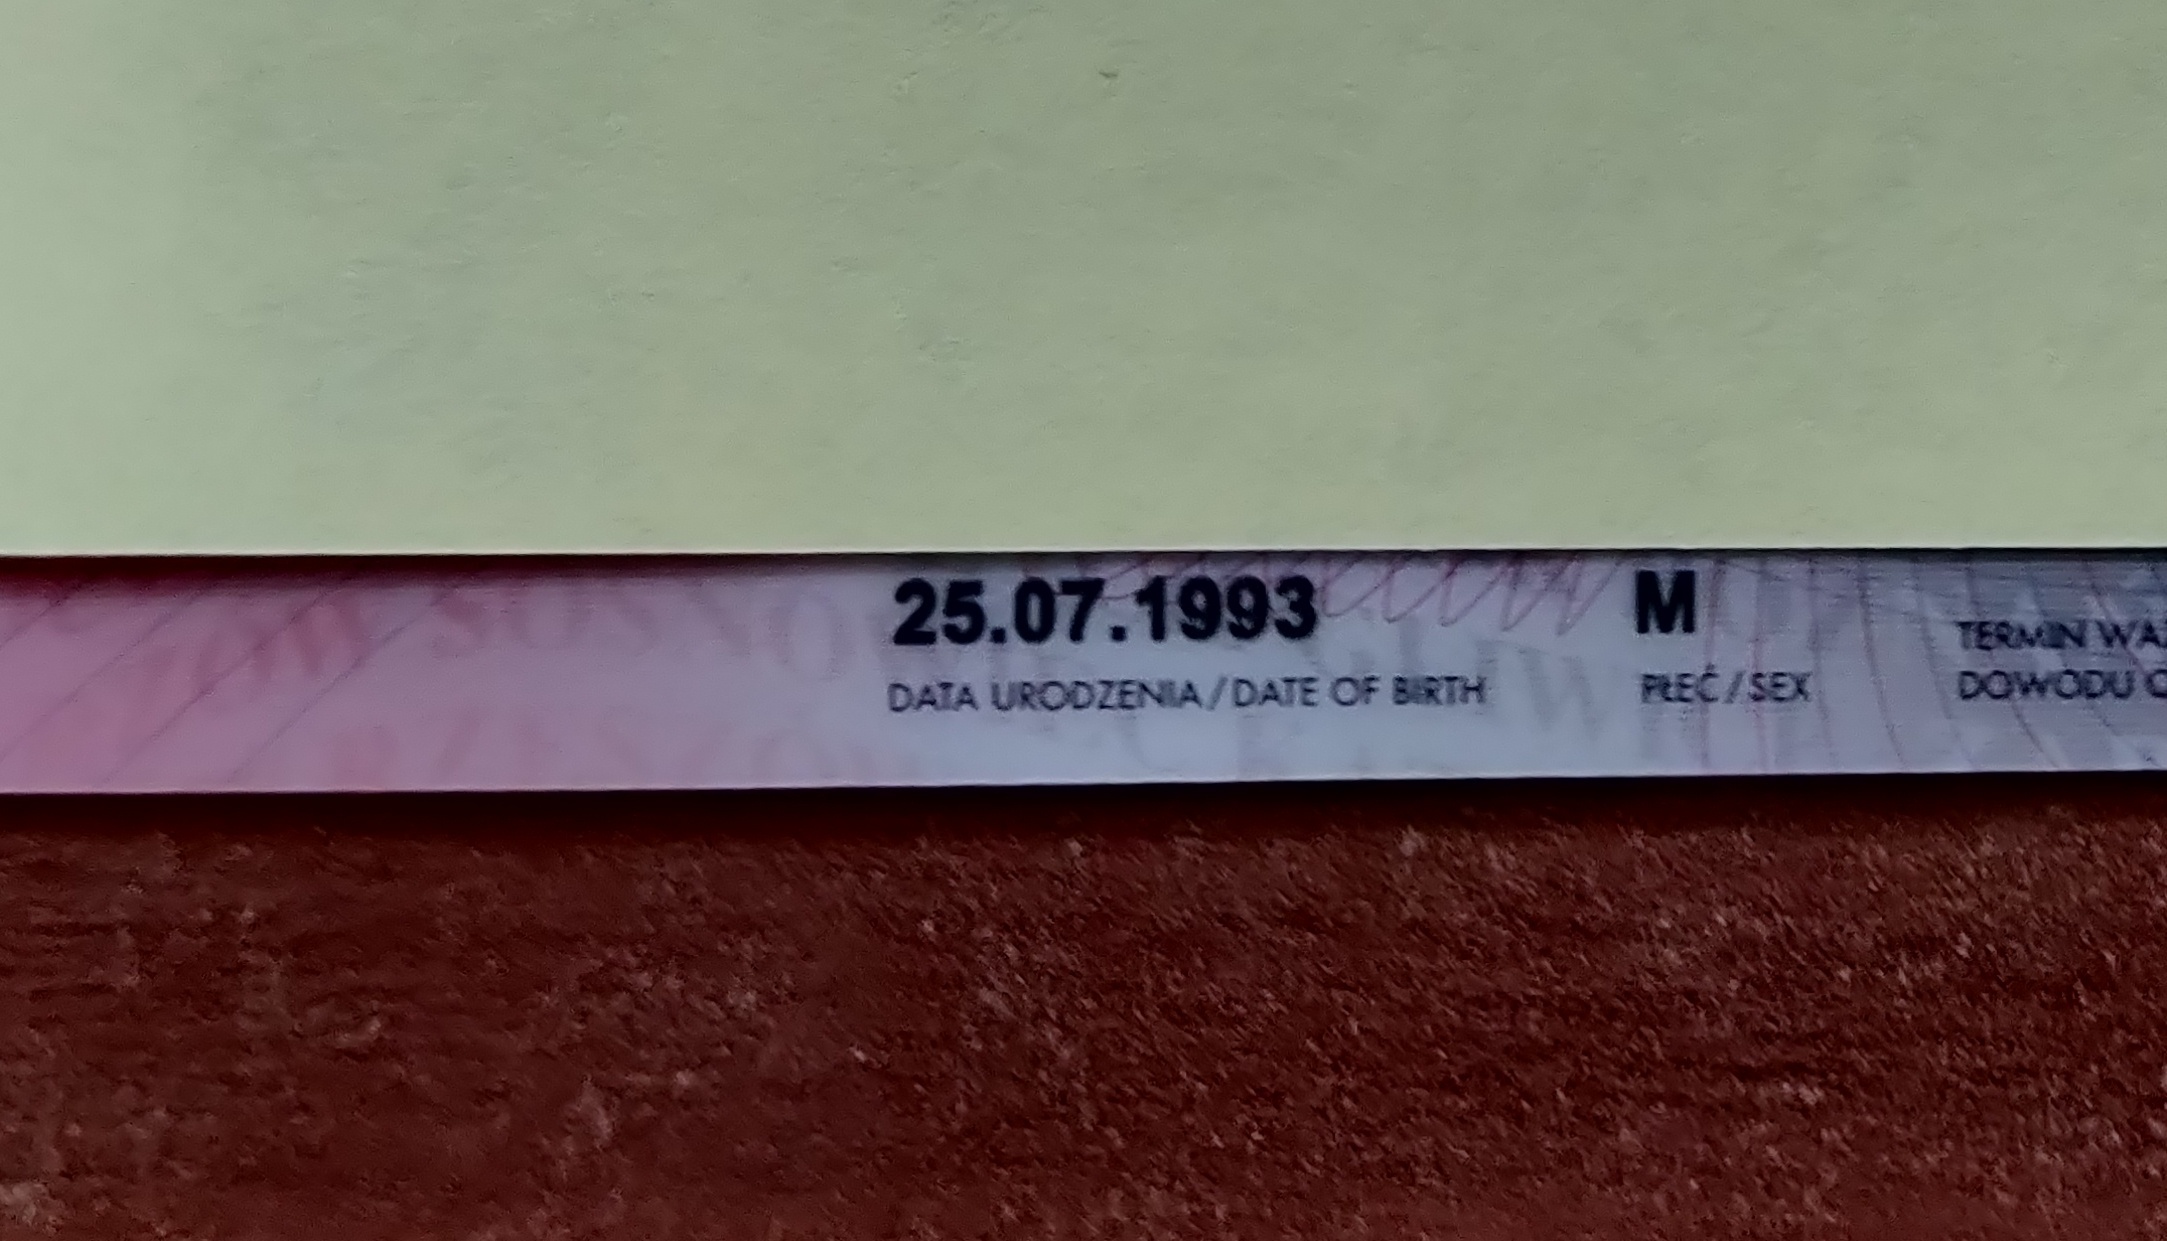 25.07.1993 M
DATA URODZENIA/DATE OF BIRTH PŁEĆ/SEX
TERMIN
DOWODU